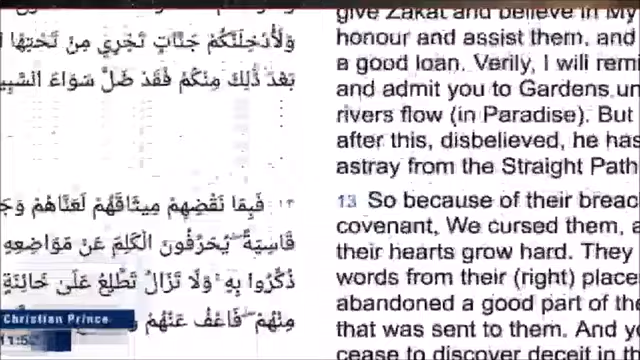 وَلَأُدْخِلَنَّكُمْ جَنَّاتٍ تَجْرِي مِنْ تَحْتِهَا
بَعْدَ ذَٰلِكَ مِنْكُمْ فَقَدْ ضَلَّ سَوَاءَ السَّبِي
١٣ فَبِمَا نَقْضِهِمْ مِيثَاقَهُمْ لَعَنَّاهُمْ وَجَ
قَاسِيَةً ۖ يُحَرِّفُونَ الْكَلِمَ عَنْ مَوَاضِعِهِ
ذُكِّرُوا بِهِ ۚ وَلَا تَزَالُ تَطَّلِعُ عَلَىٰ خَائِنَةٍ
مِنْهُمْ ۖ فَاعْفُ عَنْهُمْ
give Zakat and believe in My
honour and assist them, and
a good loan. Verily, I will remi
and admit you to Gardens un
rivers flow (in Paradise). But
after this, disbelieved, he has
astray from the Straight Path
13 So because of their breac
covenant, We cursed them, a
their hearts grow hard. They
words from their (right) place
abandoned a good part of the
that was sent to them. And yo
cease to discover deceit in th
Christian Prince